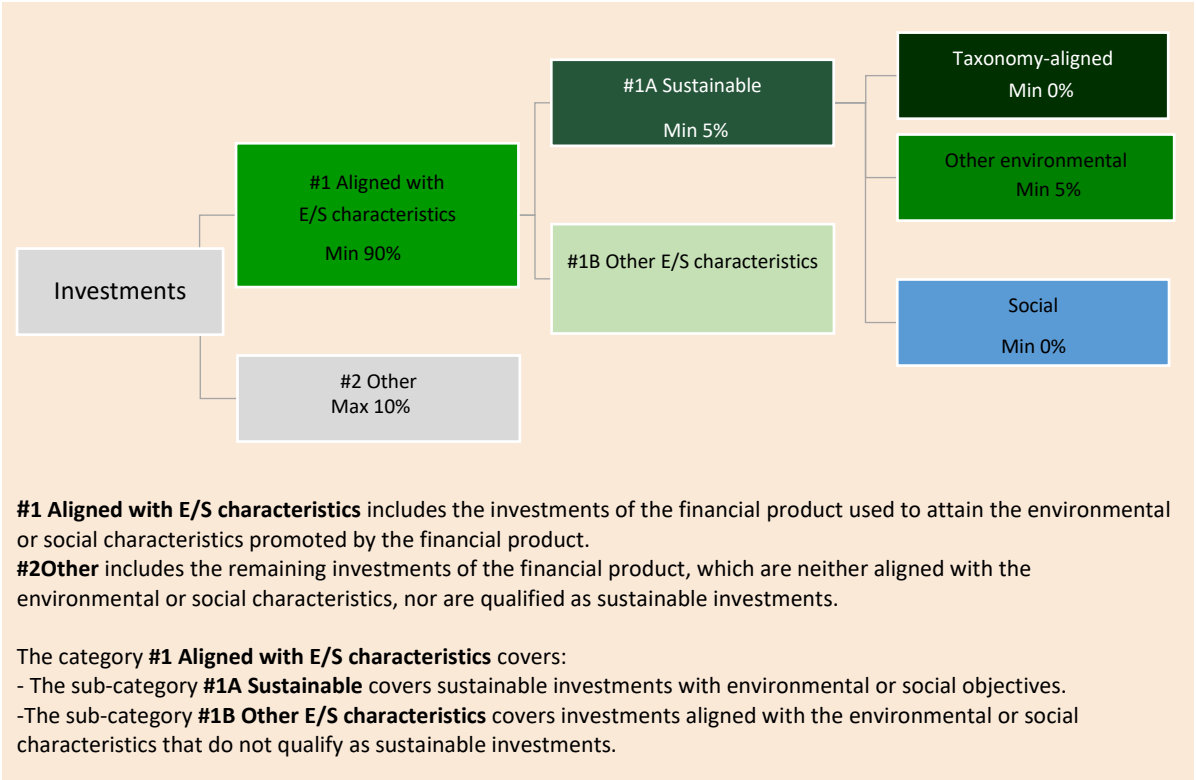 Investments
#1 Aligned with
E/S characteristics
Min 90%
#2 Other
Max 10%
#1A Sustainable
Min 5%
#1B Other E/S characteristics
Taxonomy-aligned
Min 0%
Other environmental
Min 5%
Social
Min 0%
#1 Aligned with E/S characteristics includes the investments of the financial product used to attain the environmental
or social characteristics promoted by the financial product.
#2Other includes the remaining investments of the financial product, which are neither aligned with the
environmental or social characteristics, nor are qualified as sustainable investments.
The category #1 Aligned with E/S characteristics covers:
- The sub-category #1A Sustainable covers sustainable investments with environmental or social objectives.
-The sub-category #1B Other E/S characteristics covers investments aligned with the environmental or social
characteristics that do not qualify as sustainable investments.